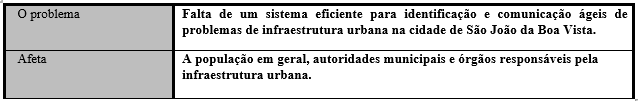 O problema
Falta de um sistema eficiente para identificação e comunicação ágeis de
problemas de infraestrutura urbana na cidade de São João da Boa Vista.
Afeta
A população em geral, autoridades municipais e órgãos responsáveis pela
infraestrutura urbana.